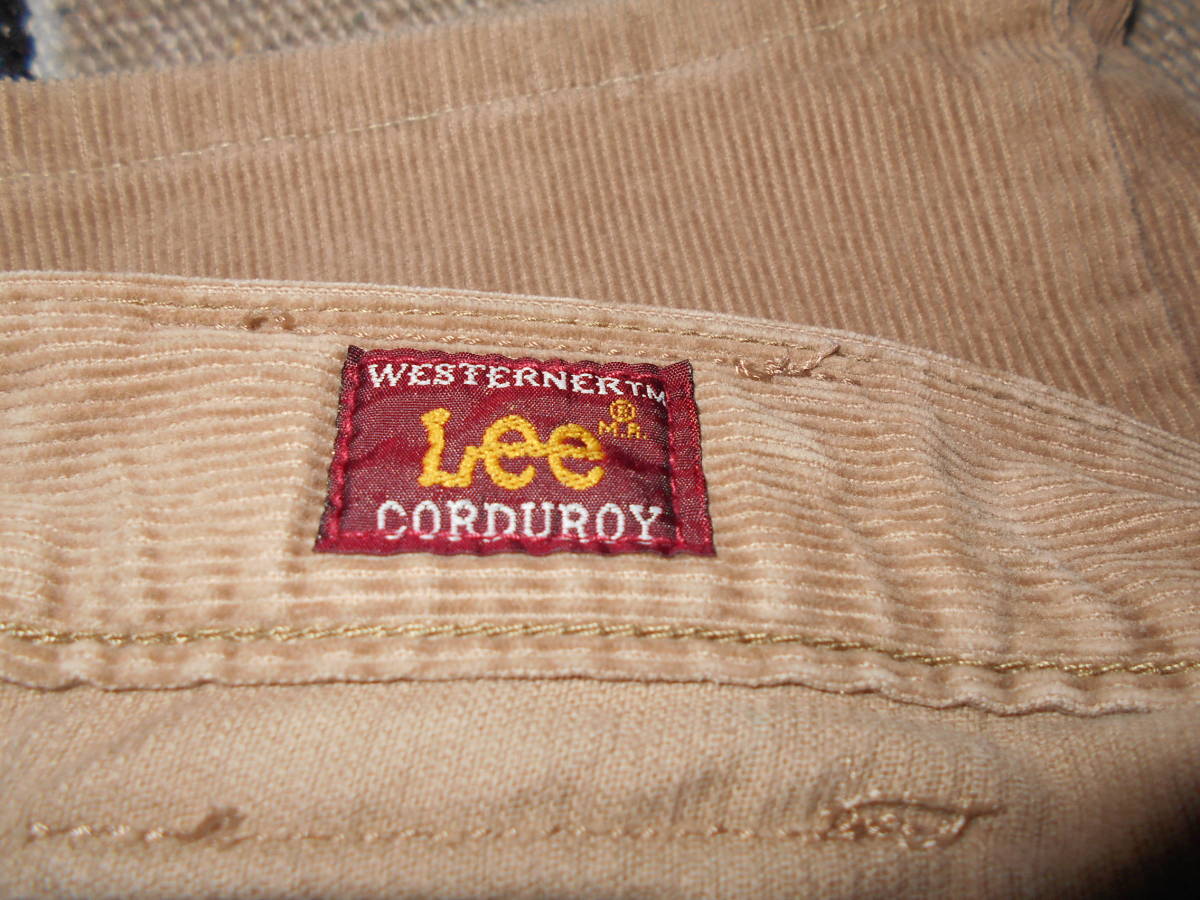 WESTERNER T.M
Lee ®
M.R.
CORDUROY